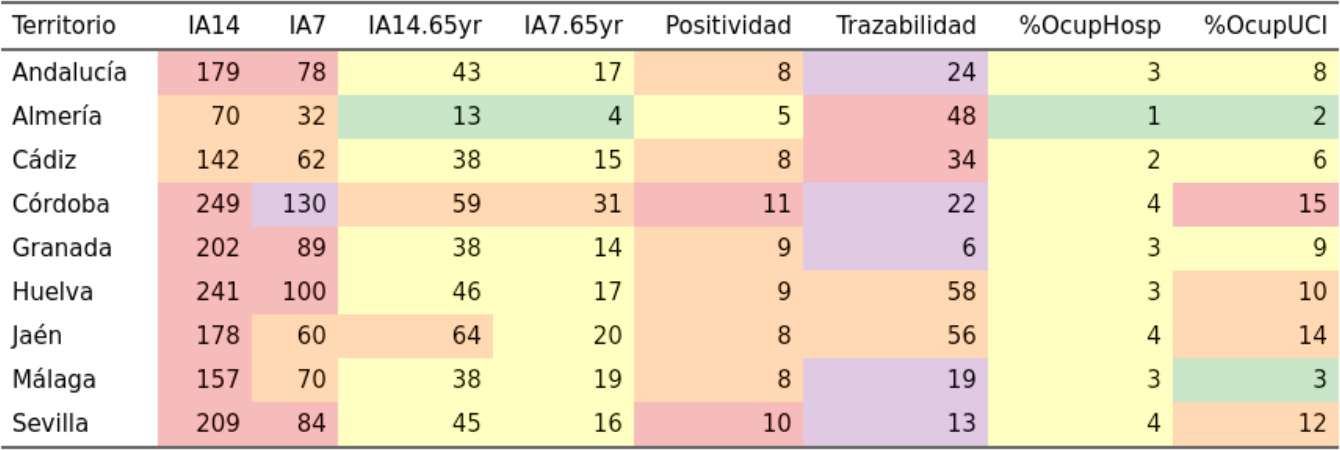 Territorio IA14 IA7 IA14.65yr IA7.65yr Positividad Trazabilidad %OcupHosp %OcupUCI
Andalucía 179 78 43 17 8 24 3 8
Almería 70 32 13 4 5 48 1 2
Cádiz 142 62 38 15 8 34 2 6
Córdoba 249 130 59 31 11 22 4 15
Granada 202 89 38 14 9 6 3 9
Huelva 241 100 46 17 9 58 3 10
Jaén 178 60 64 20 8 56 4 14
Málaga 157 70 38 19 8 19 3 3
Sevilla 209 84 45 16 10 13 4 12